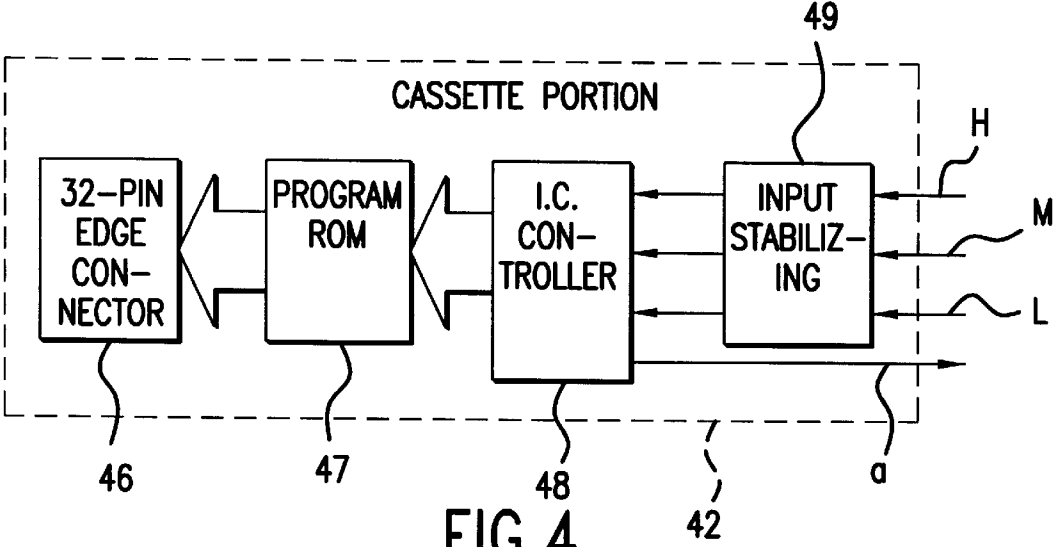 49
CASSETTE PORTION
H
32-PIN
EDGE
CON-
NECTOR
PROGRAM
ROM
I.C.
CON-
TROLLER
INPUT
STABILIZ-
ING
M
L
46
47
48
42
a
FIG. 4